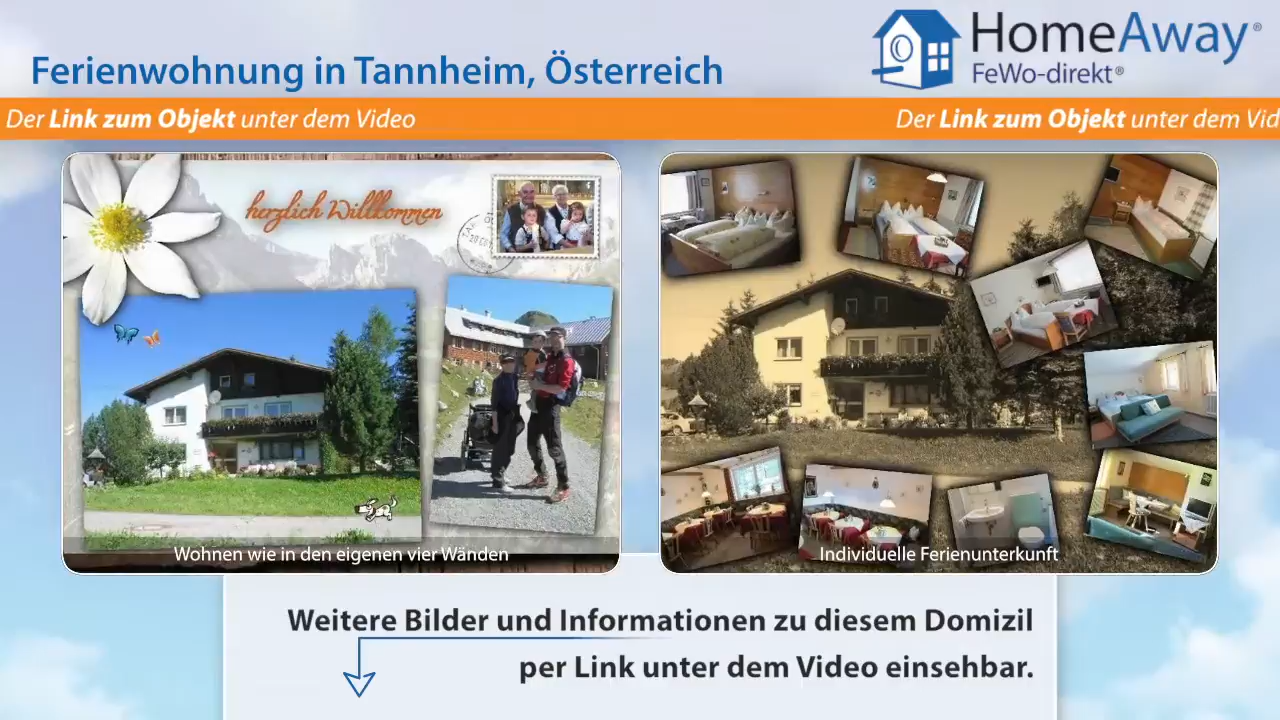 HomeAway®
FeWo-direkt®
Ferienwohnung in Tannheim, Österreich
Der Link zum Objekt unter dem Video
Der Link zum Objekt unter dem Vid
herzlich Willkommen
Wohnen wie in den eigenen vier Wänden
Individuelle Ferienunterkunft
Weitere Bilder und Informationen zu diesem Domizil
per Link unter dem Video einsehbar.